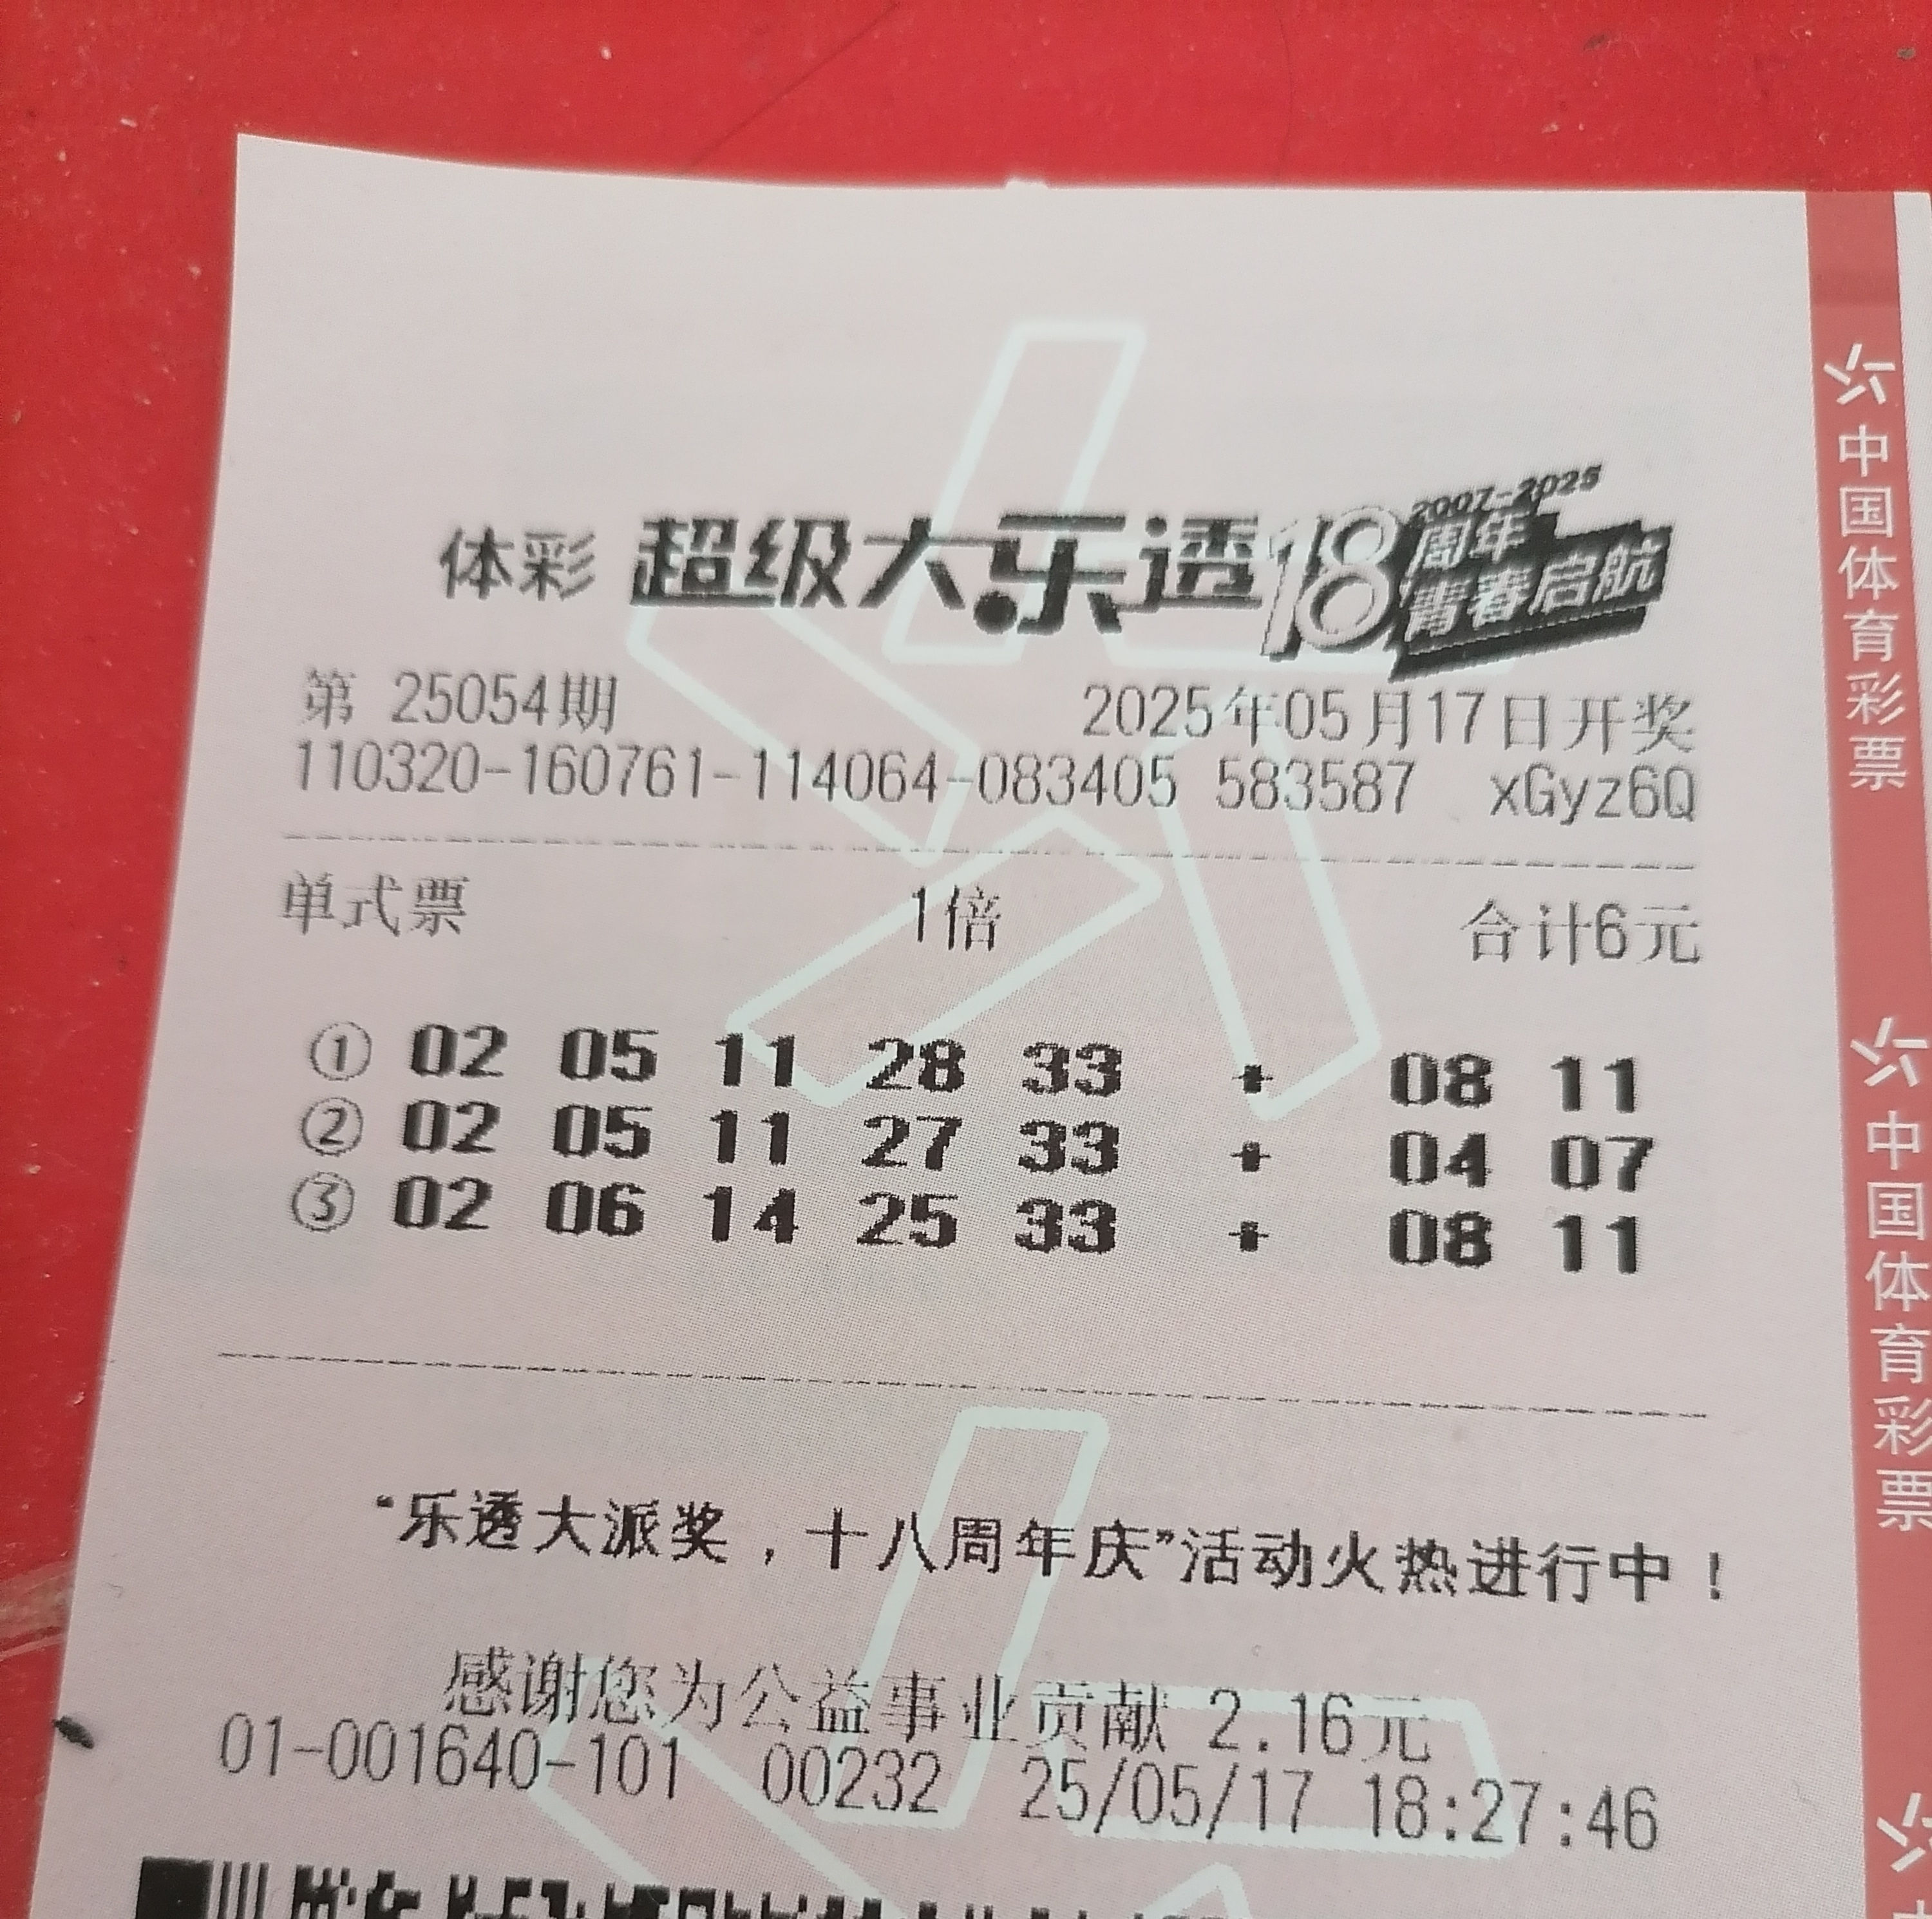 体彩 超级大乐透 18周年 2007-2025 青春启航
第 25054期 2025年05月17日开奖
110320-160761-114064-083405 583587 xGyz6Q
单式票 1倍 合计6元
① 02 05 11 28 33 + 08 11
② 02 05 11 27 33 + 04 07
③ 02 06 14 25 33 + 08 11
“乐透大派奖，十八周年庆”活动火热进行中！
感谢您为公益事业贡献 2.16元
01-001640-101 00232 25/05/17 18:27:46
中国体育彩票
中国体育彩票
中